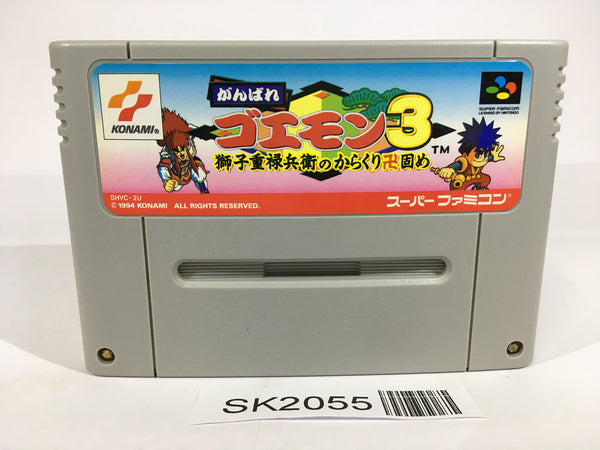 KONAMI®
がんばれ
ゴエモン3
TM
獅子重禄兵衛のからくり卍固め
SUPER FAMICOM
LICENSED BY NINTENDO
SHVC-2U
© 1994 KONAMI ALL RIGHTS RESERVED.
スーパーファミコン®
SK2055